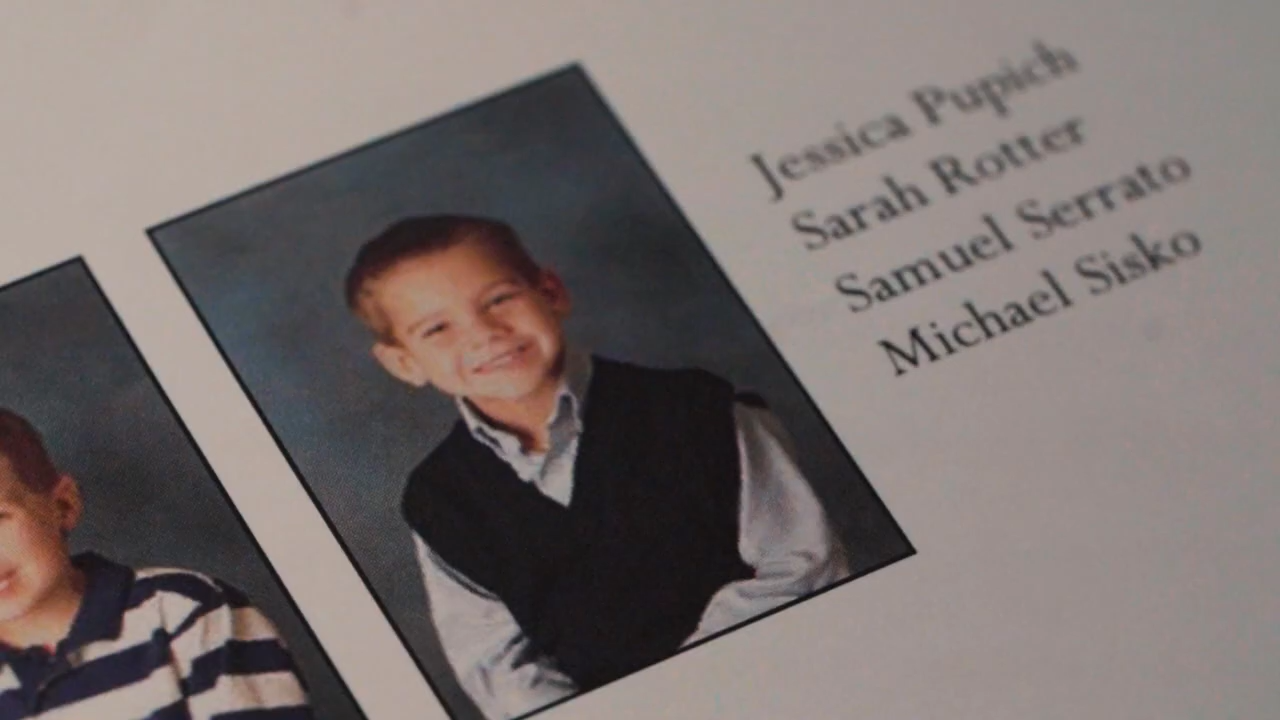 Jessica Pupich
Sarah Rotter
Samuel Serrato
Michael Sisko